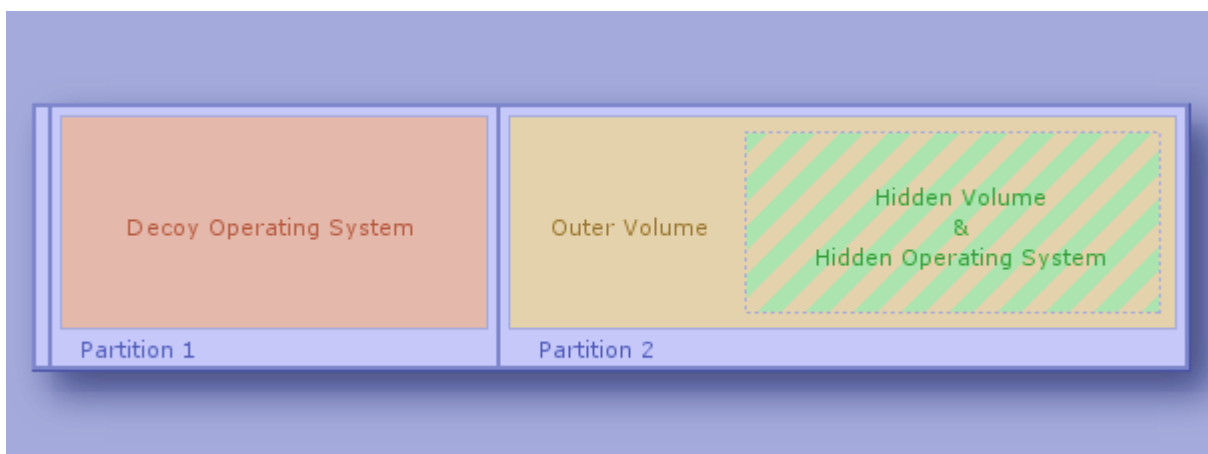 Decoy Operating System
Outer Volume
Hidden Volume
&
Hidden Operating System
Partition 1
Partition 2